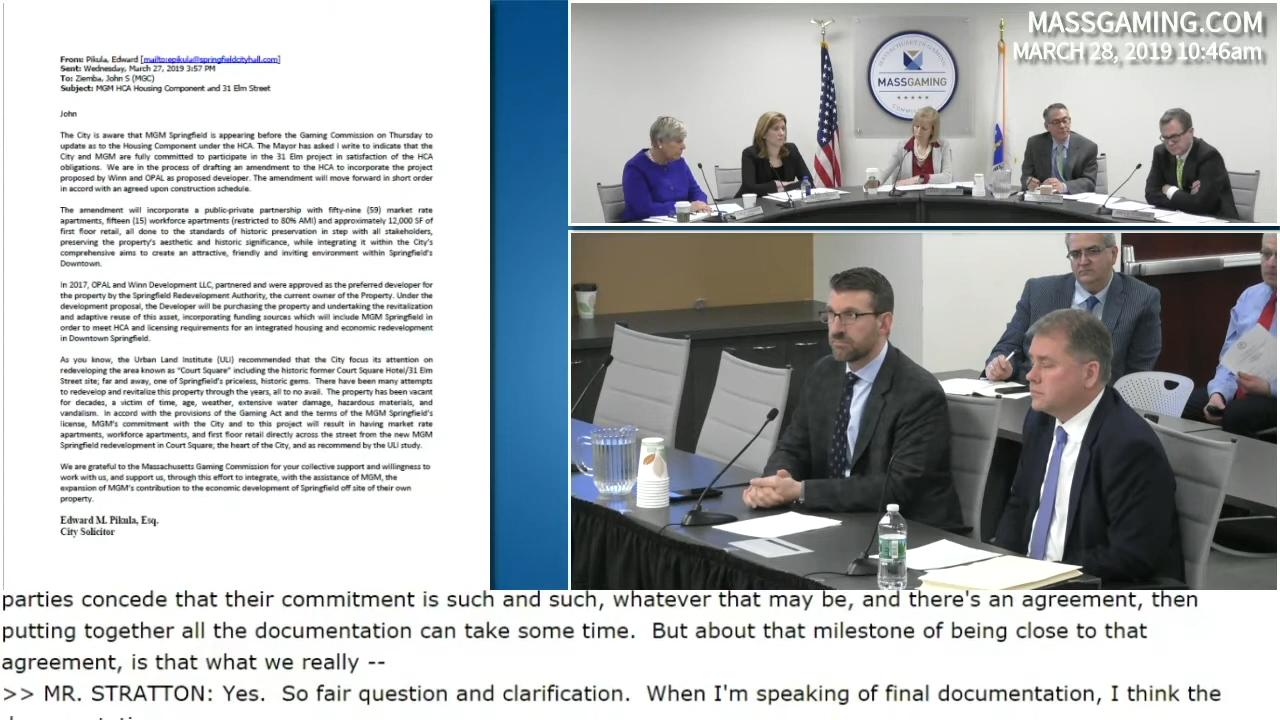 From: Pikula, Edward [mailto:epikula@springfieldcityhall.com]
Sent: Wednesday, March 27, 2019 3:57 PM
To: Ziemba, John S (MGC)
Subject: MGM HCA Housing Component and 31 Elm Street
John
The City is aware that MGM Springfield is appearing before the Gaming Commission on Thursday to
update as to the Housing Component under the HCA. The Mayor has asked I write to indicate that the
City and MGM are fully committed to participate in the 31 Elm project in satisfaction of the HCA
obligations. We are in the process of drafting an amendment to the HCA to incorporate the project
proposed by Winn and OPAL as proposed developer. The amendment will move forward in short order
in accord with an agreed upon construction schedule.
The amendment will incorporate a public-private partnership with fifty-nine (59) market rate
apartments, fifteen (15) workforce apartments (restricted to 80% AMI) and approximately 12,000 SF of
first floor retail, all done to the standards of historic preservation in step with all stakeholders,
preserving the property's aesthetic and historic significance, while integrating it within the City's
comprehensive aims to create an attractive, friendly and inviting environment within Springfield's
Downtown.
In 2017, OPAL and Winn Development LLC, partnered and were approved as the preferred developer for
the property by the Springfield Redevelopment Authority, the current owner of the Property. Under the
development proposal, the Developer will be purchasing the property and undertaking the revitalization
and adaptive reuse of this asset, incorporating funding sources which will include MGM Springfield in
order to meet HCA and licensing requirements for an integrated housing and economic redevelopment
in Downtown Springfield.
As you know, the Urban Land Institute (ULI) recommended that the City focus its attention on
redeveloping the area known as "Court Square" including the historic former Court Square Hotel/31 Elm
Street site; far and away, one of Springfield's priceless, historic gems. There have been many attempts
to redevelop and revitalize this property through the years, all to no avail. The property has been vacant
for decades, a victim of time, age, weather, extensive water damage, hazardous materials, and
vandalism. In accord with the provisions of the Gaming Act and the terms of the MGM Springfield's
license, MGM's commitment with the City and to this project will result in having market rate
apartments, workforce apartments, and first floor retail directly across the street from the new MGM
Springfield redevelopment in Court Square; the heart of the City, and as recommend by the ULI study.
We are grateful to the Massachusetts Gaming Commission for your collective support and willingness to
work with us, and support us, through this effort to integrate, with the assistance of MGM, the
expansion of MGM's contribution to the economic development of Springfield off site of their own
property.
Edward M. Pikula, Esq.
City Solicitor
MASSGAMING.COM
MARCH 28, 2019 10:46am
MASSGAMING
parties concede that their commitment is such and such, whatever that may be, and there's an agreement, then
putting together all the documentation can take some time. But about that milestone of being close to that
agreement, is that what we really --
>> MR. STRATTON: Yes. So fair question and clarification. When I'm speaking of final documentation, I think the